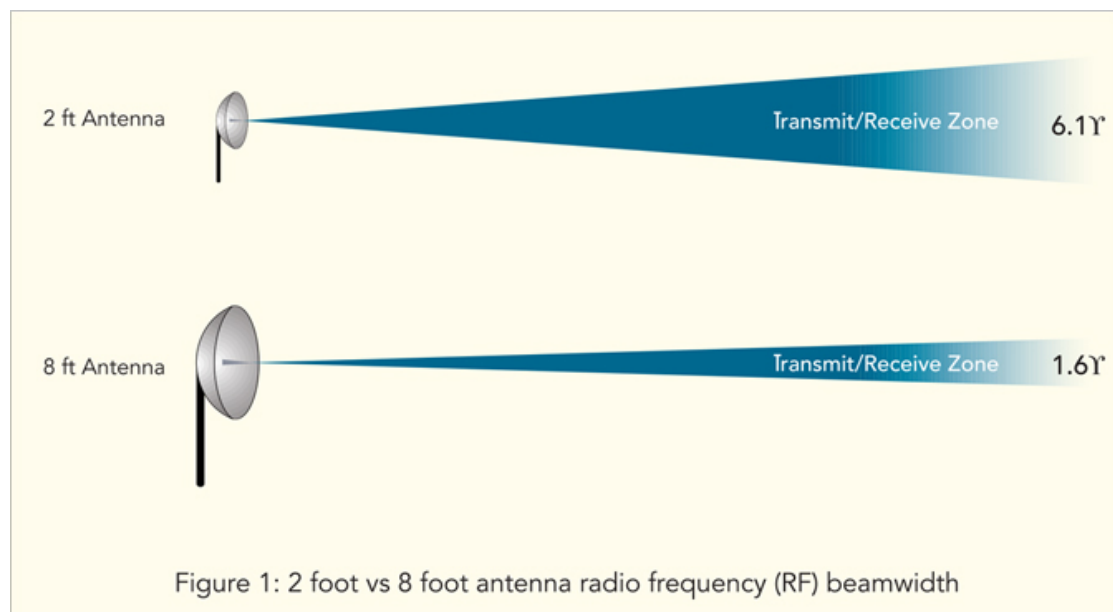 2 ft Antenna
Transmit/Receive Zone
6.1ϒ
8 ft Antenna
Transmit/Receive Zone
1.6ϒ
Figure 1: 2 foot vs 8 foot antenna radio frequency (RF) beamwidth